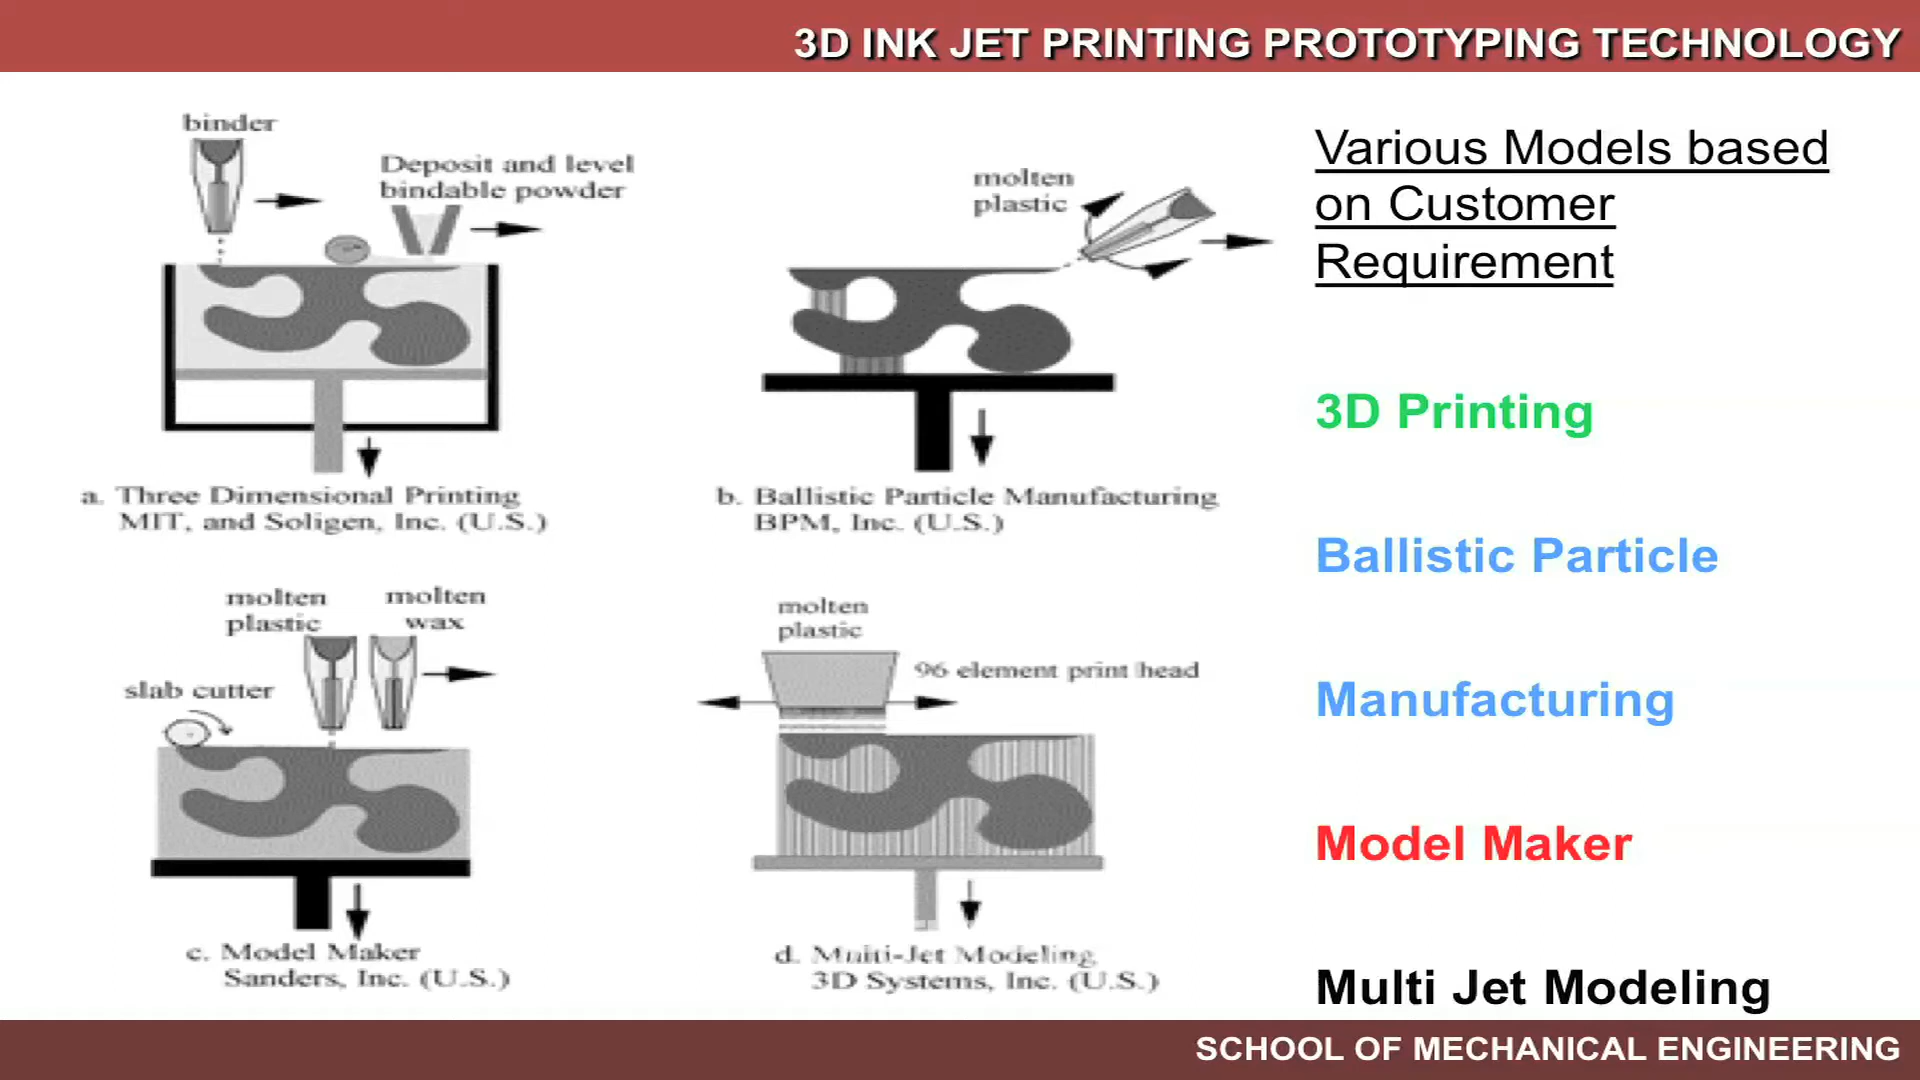 3D INK JET PRINTING PROTOTYPING TECHNOLOGY
binder
Deposit and level
bindable powder
a. Three Dimensional Printing
MIT, and Soligen, Inc. (U.S.)
molten
plastic
b. Ballistic Particle Manufacturing
BPM, Inc. (U.S.)
molten
plastic
molten
wax
slab cutter
c. Model Maker
Sanders, Inc. (U.S.)
molten
plastic
96 element print head
d. Multi-Jet Modeling
3D Systems, Inc. (U.S.)
Various Models based
on Customer
Requirement
3D Printing
Ballistic Particle
Manufacturing
Model Maker
Multi Jet Modeling
SCHOOL OF MECHANICAL ENGINEERING